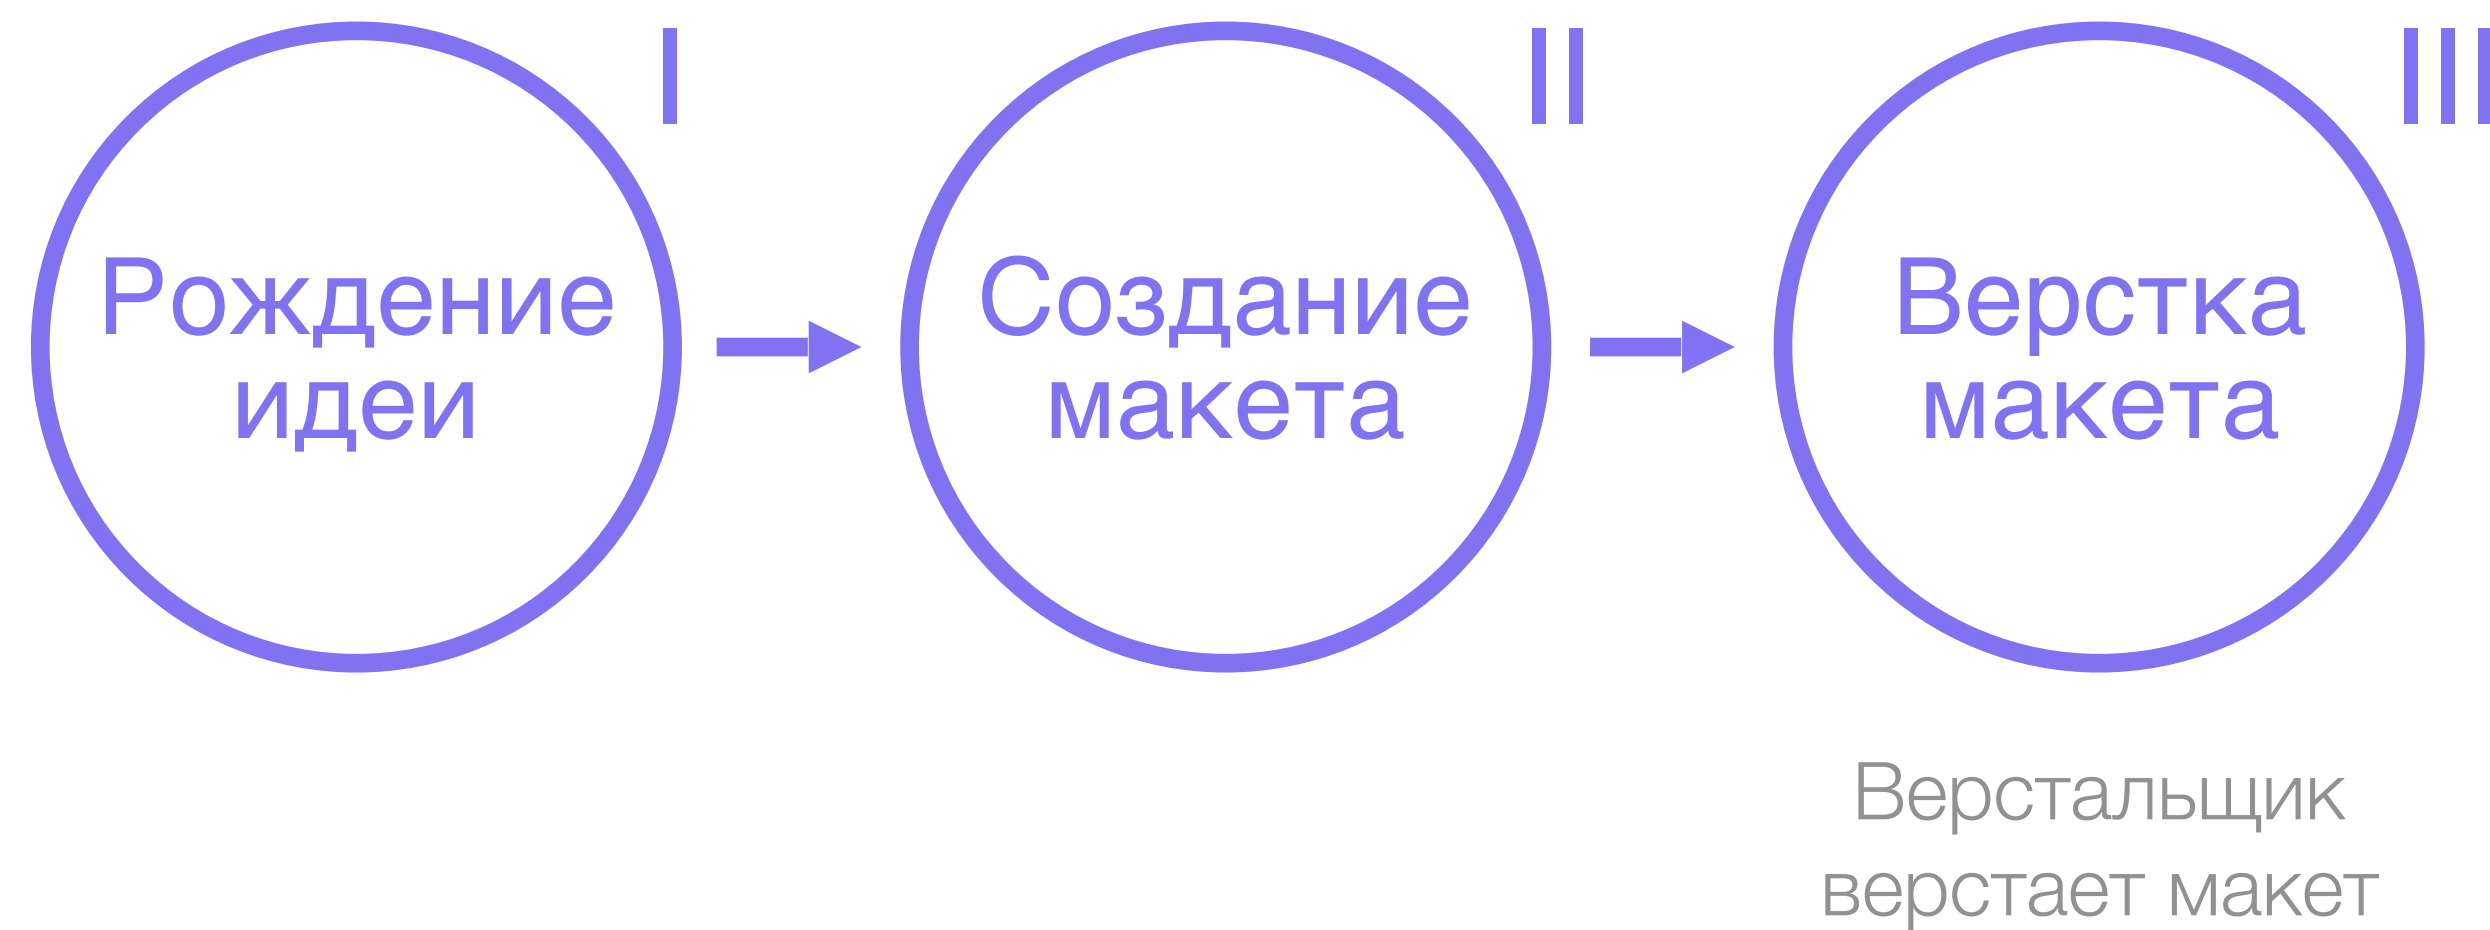 I
II
III
Рождение
идеи
Создание
макета
Верстка
макета
Верстальщик
верстает макет